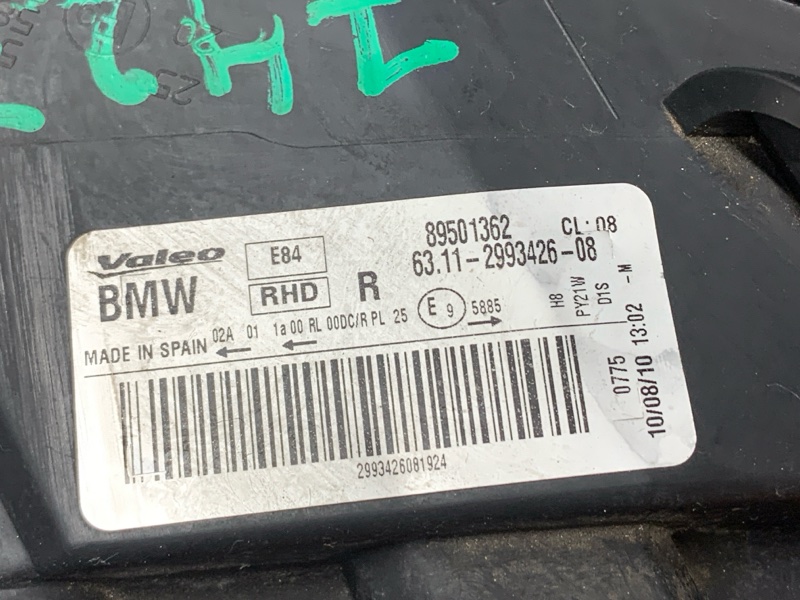 Valeo E84 89501362 CL:08
BMW RHD R 63.11-2993426-08
02A 01 1a 00 RL 00DC/R PL 25 E 9 5885
MADE IN SPAIN
H8
PY21W
D1S
-M
0775
10/08/10 13:02
2993426081924
25